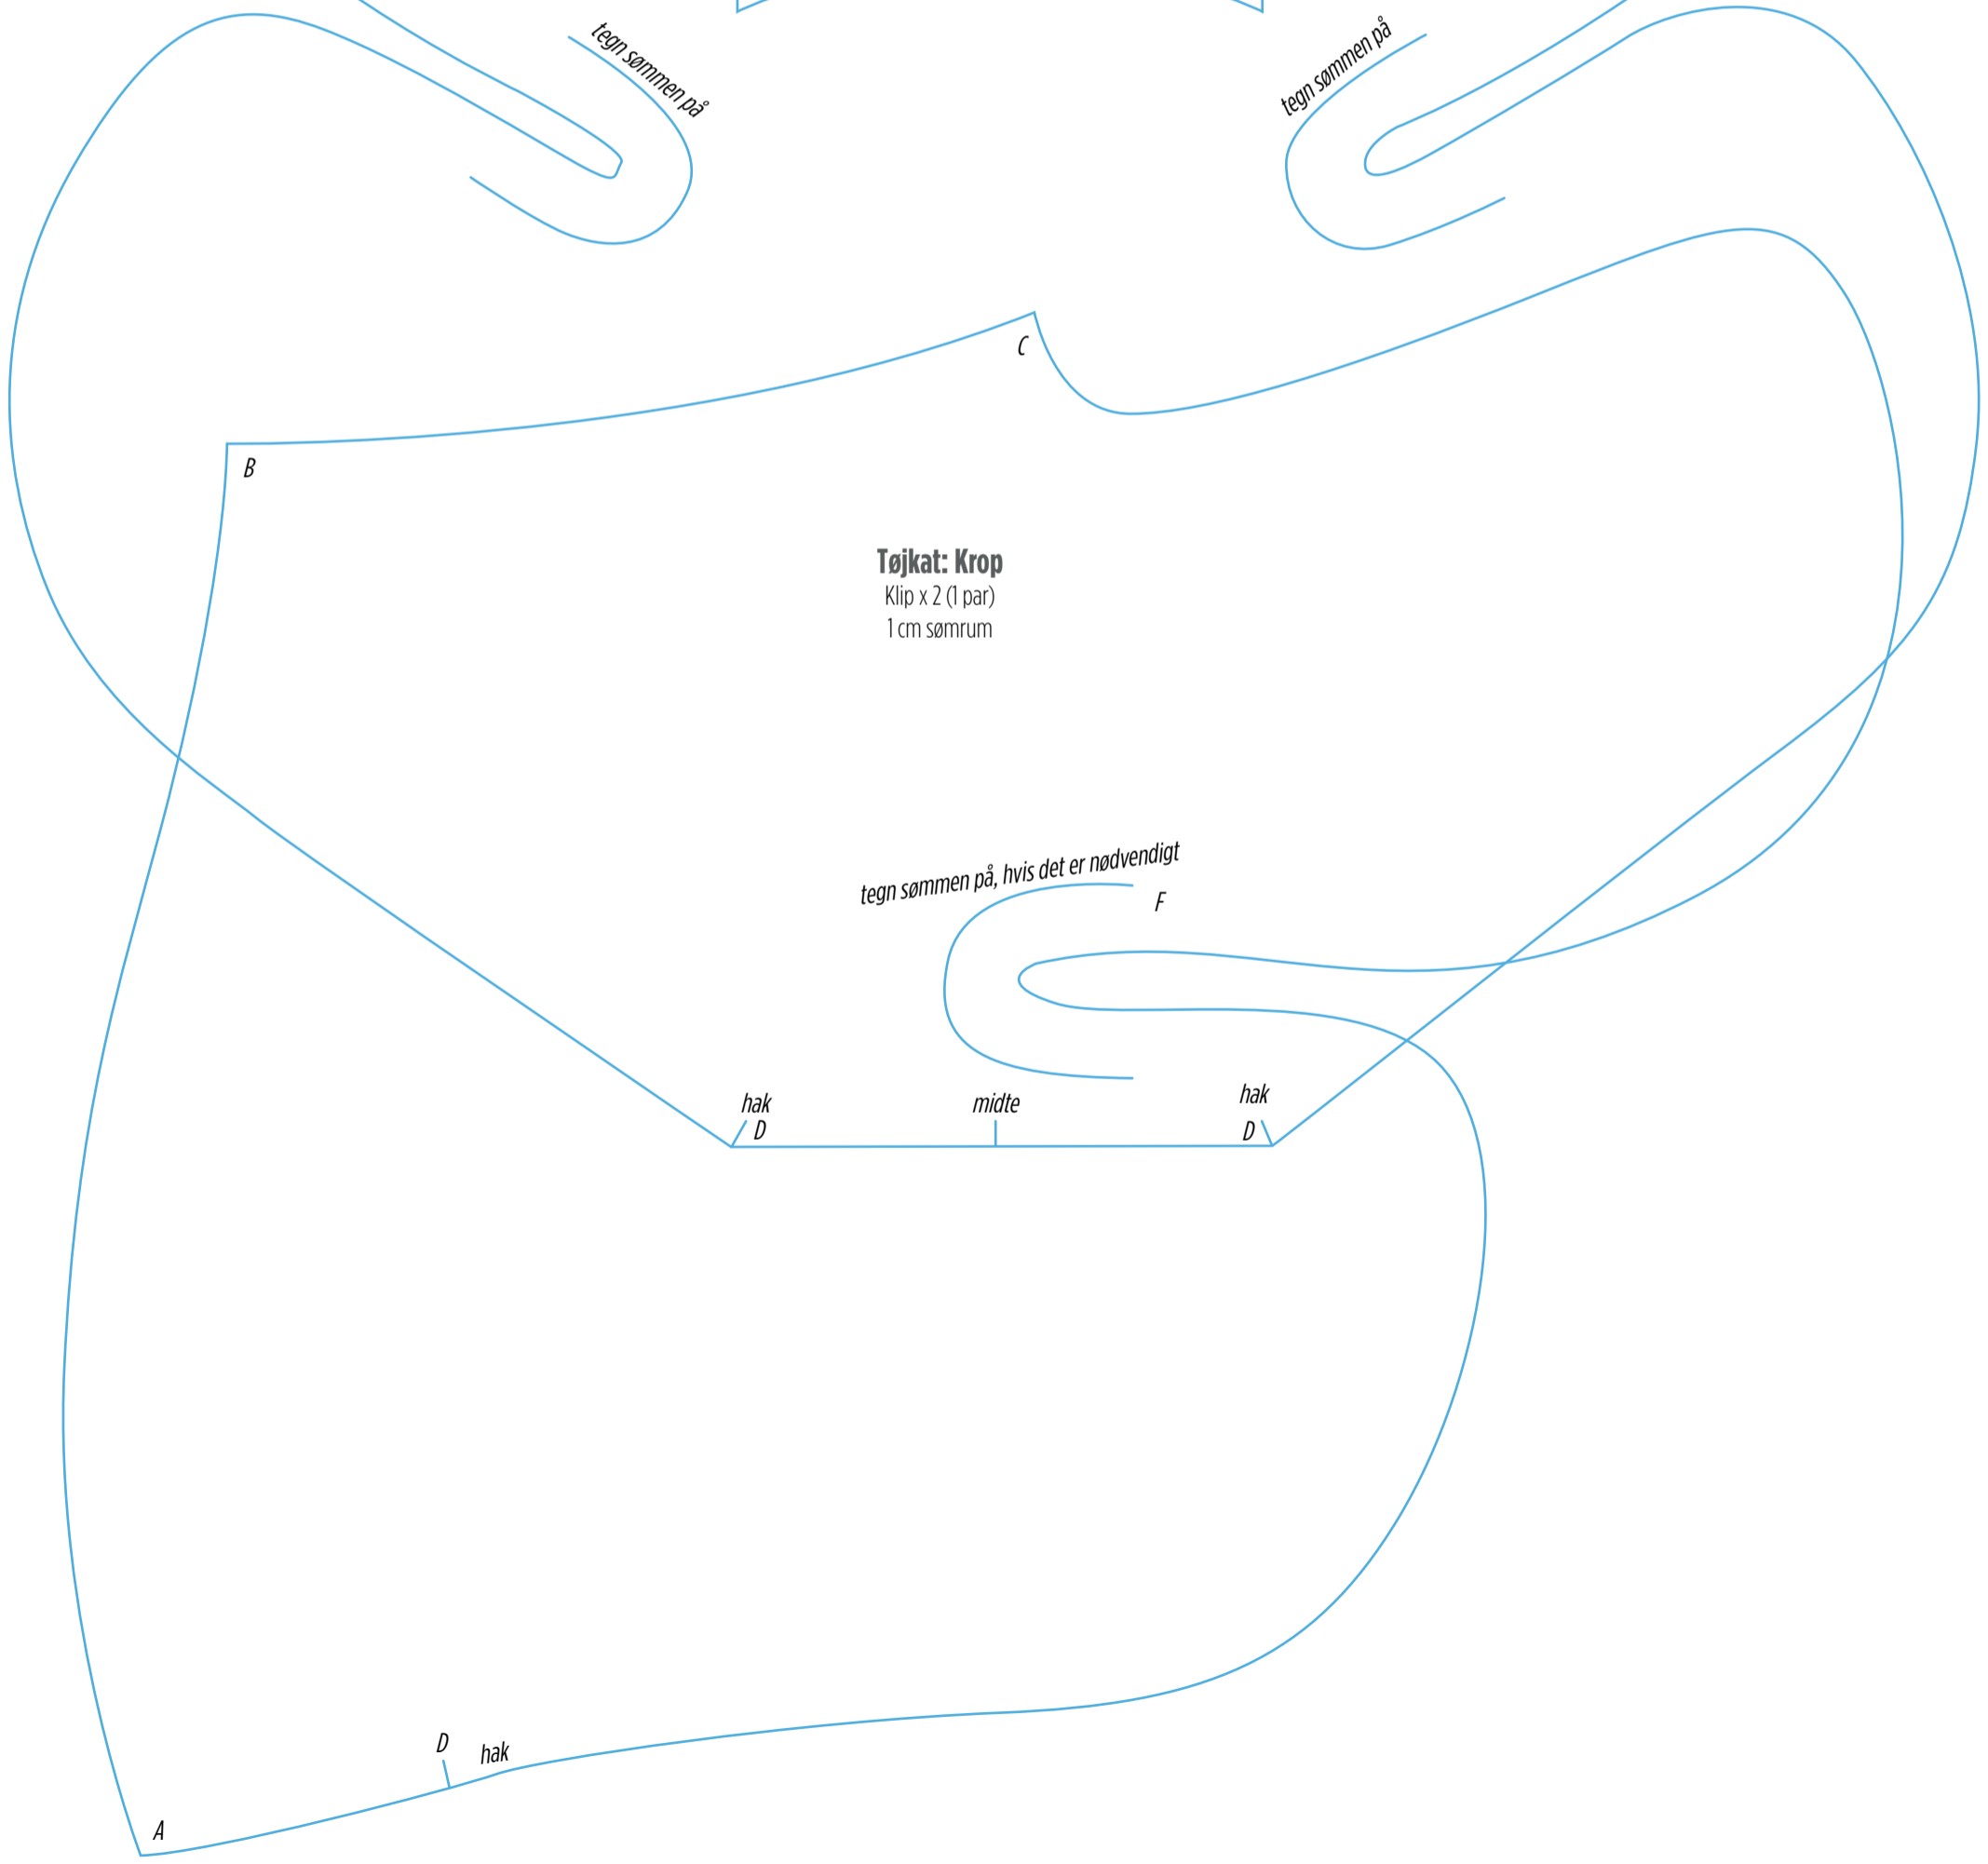 tegn sømmen på
tegn sømmen på
C
B
Tøjkat: Krop
Klip x 2 (1 par)
1 cm sømrum
tegn sømmen på, hvis det er nødvendigt
F
hak
D
midte
hak
D
D
hak
A